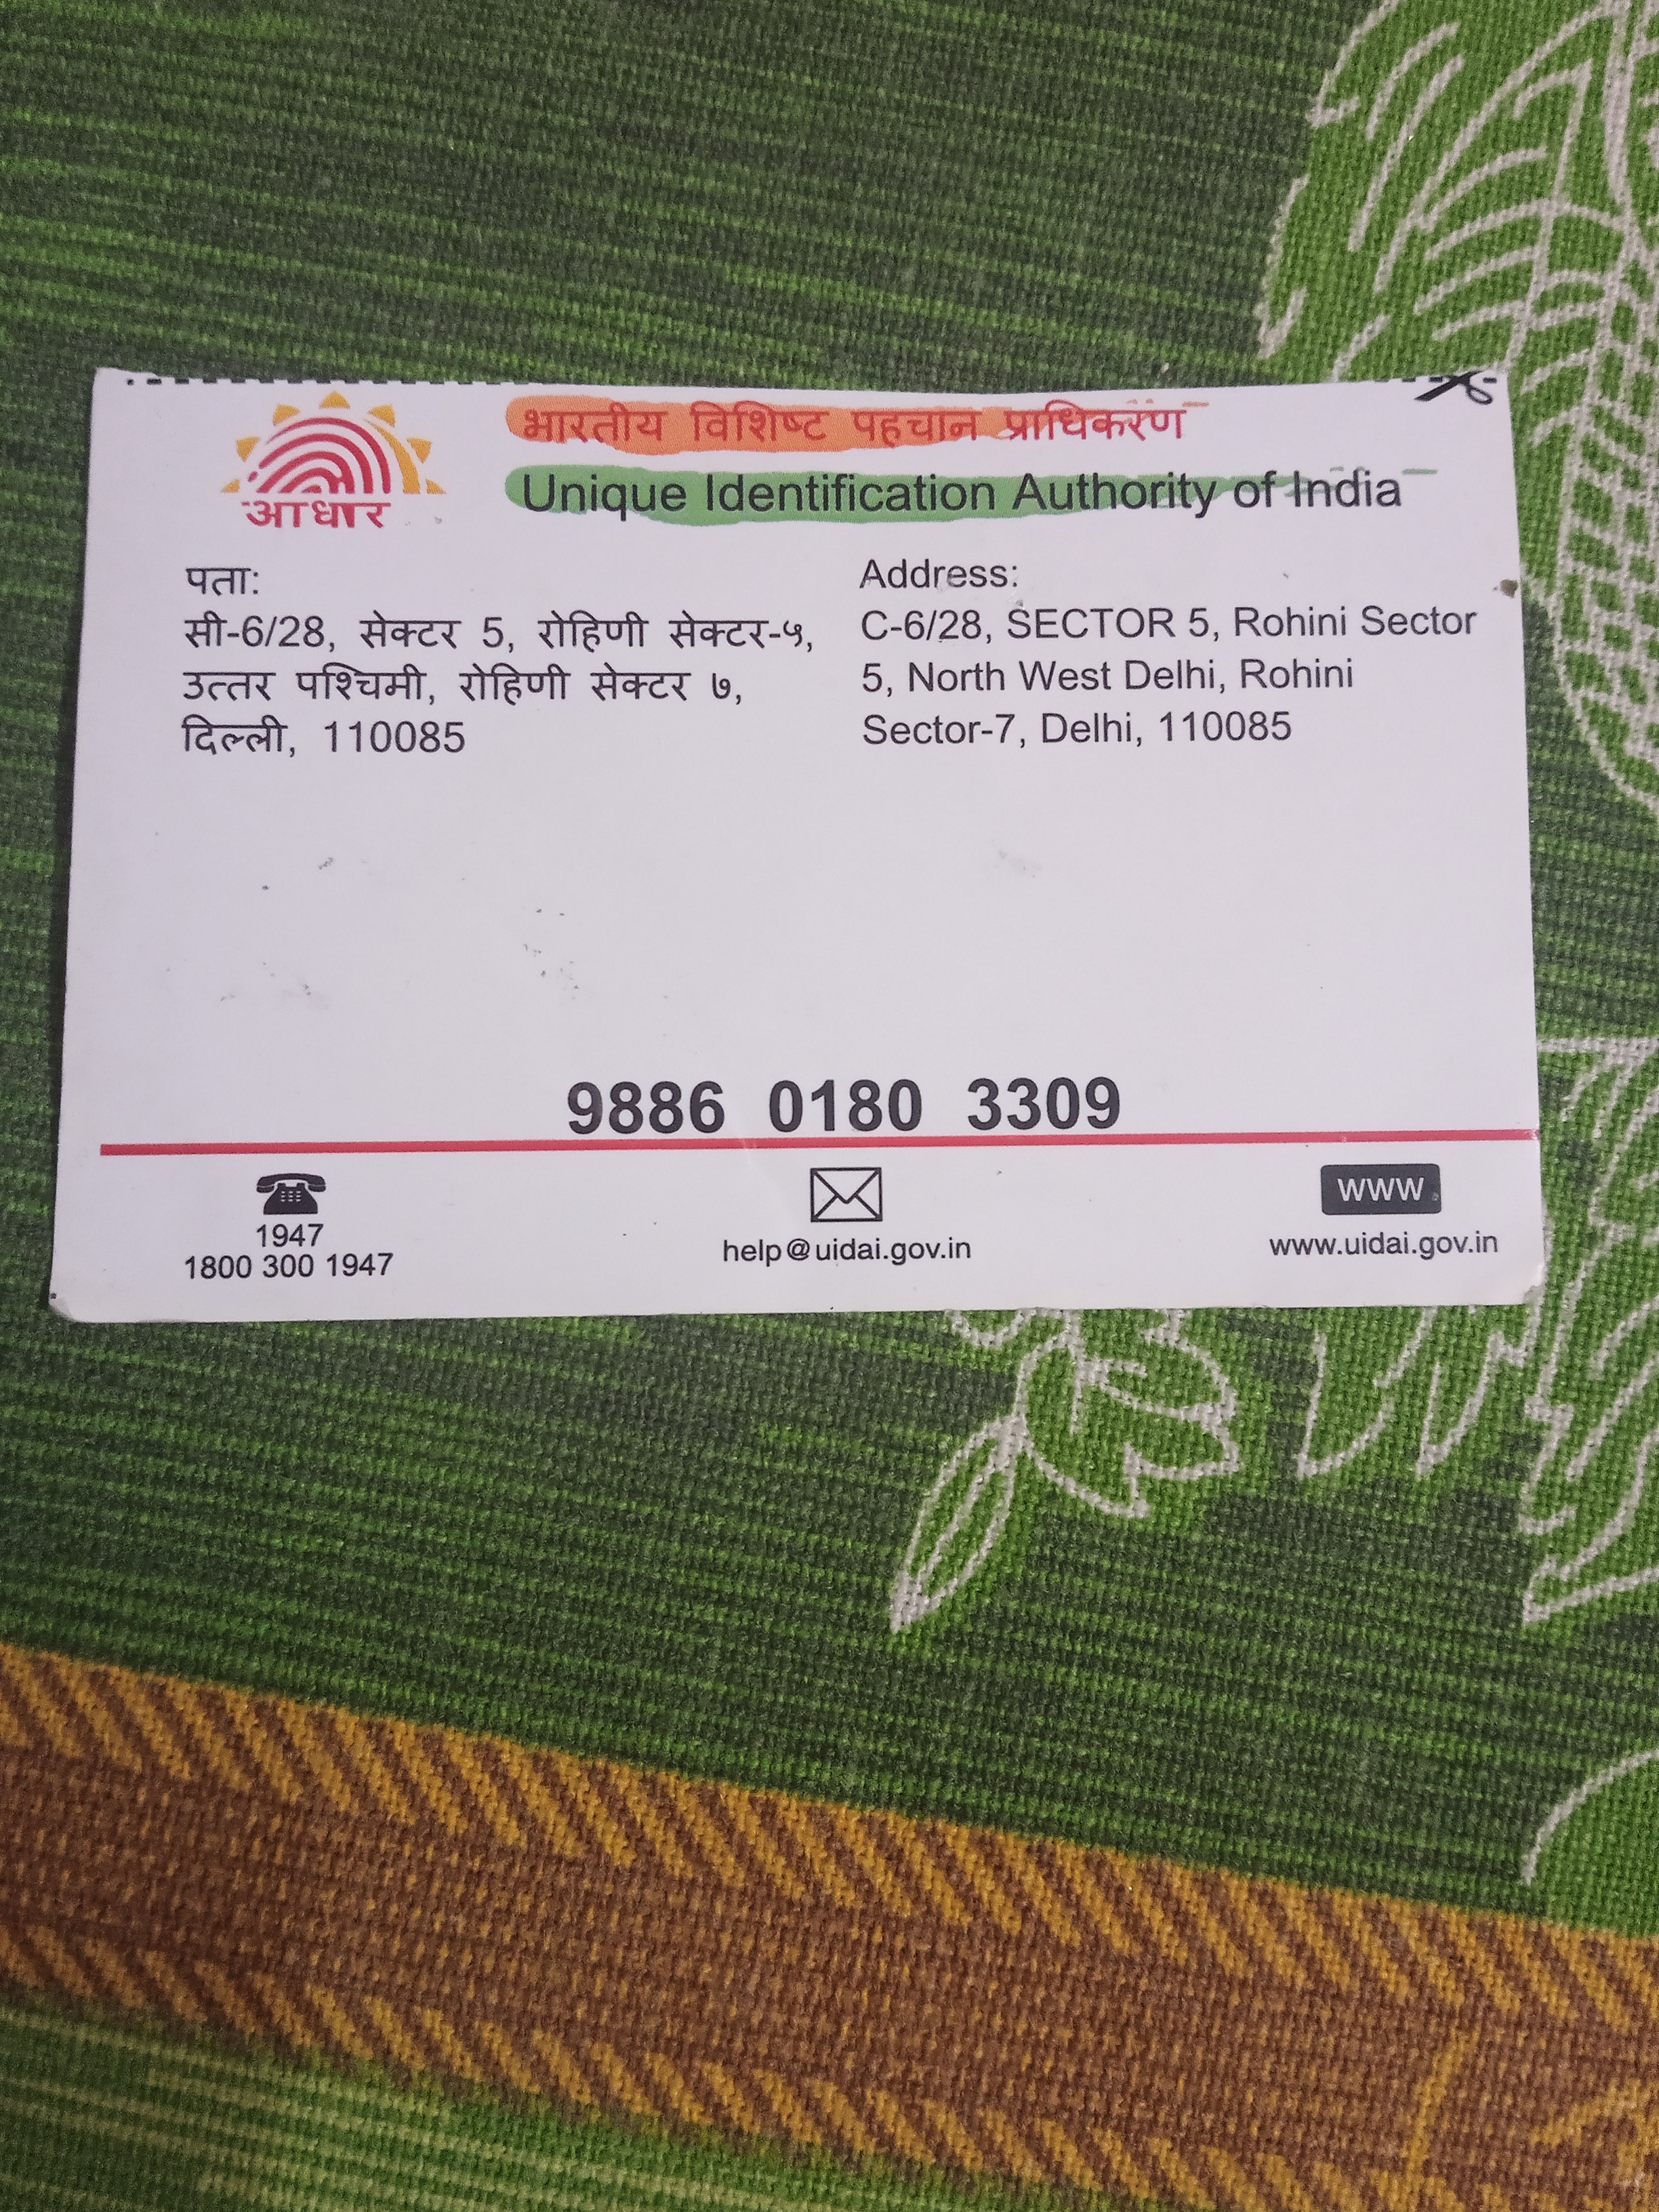 आधार
भारतीय विशिष्ट पहचान प्राधिकरण
Unique Identification Authority of India
पता:
सी-6/28, सेक्टर 5, रोहिणी सेक्टर-५,
उत्तर पश्चिमी, रोहिणी सेक्टर ७,
दिल्ली, 110085
Address:
C-6/28, SECTOR 5, Rohini Sector
5, North West Delhi, Rohini
Sector-7, Delhi, 110085
9886 0180 3309
1947
1800 300 1947
help@uidai.gov.in
www
www.uidai.gov.in